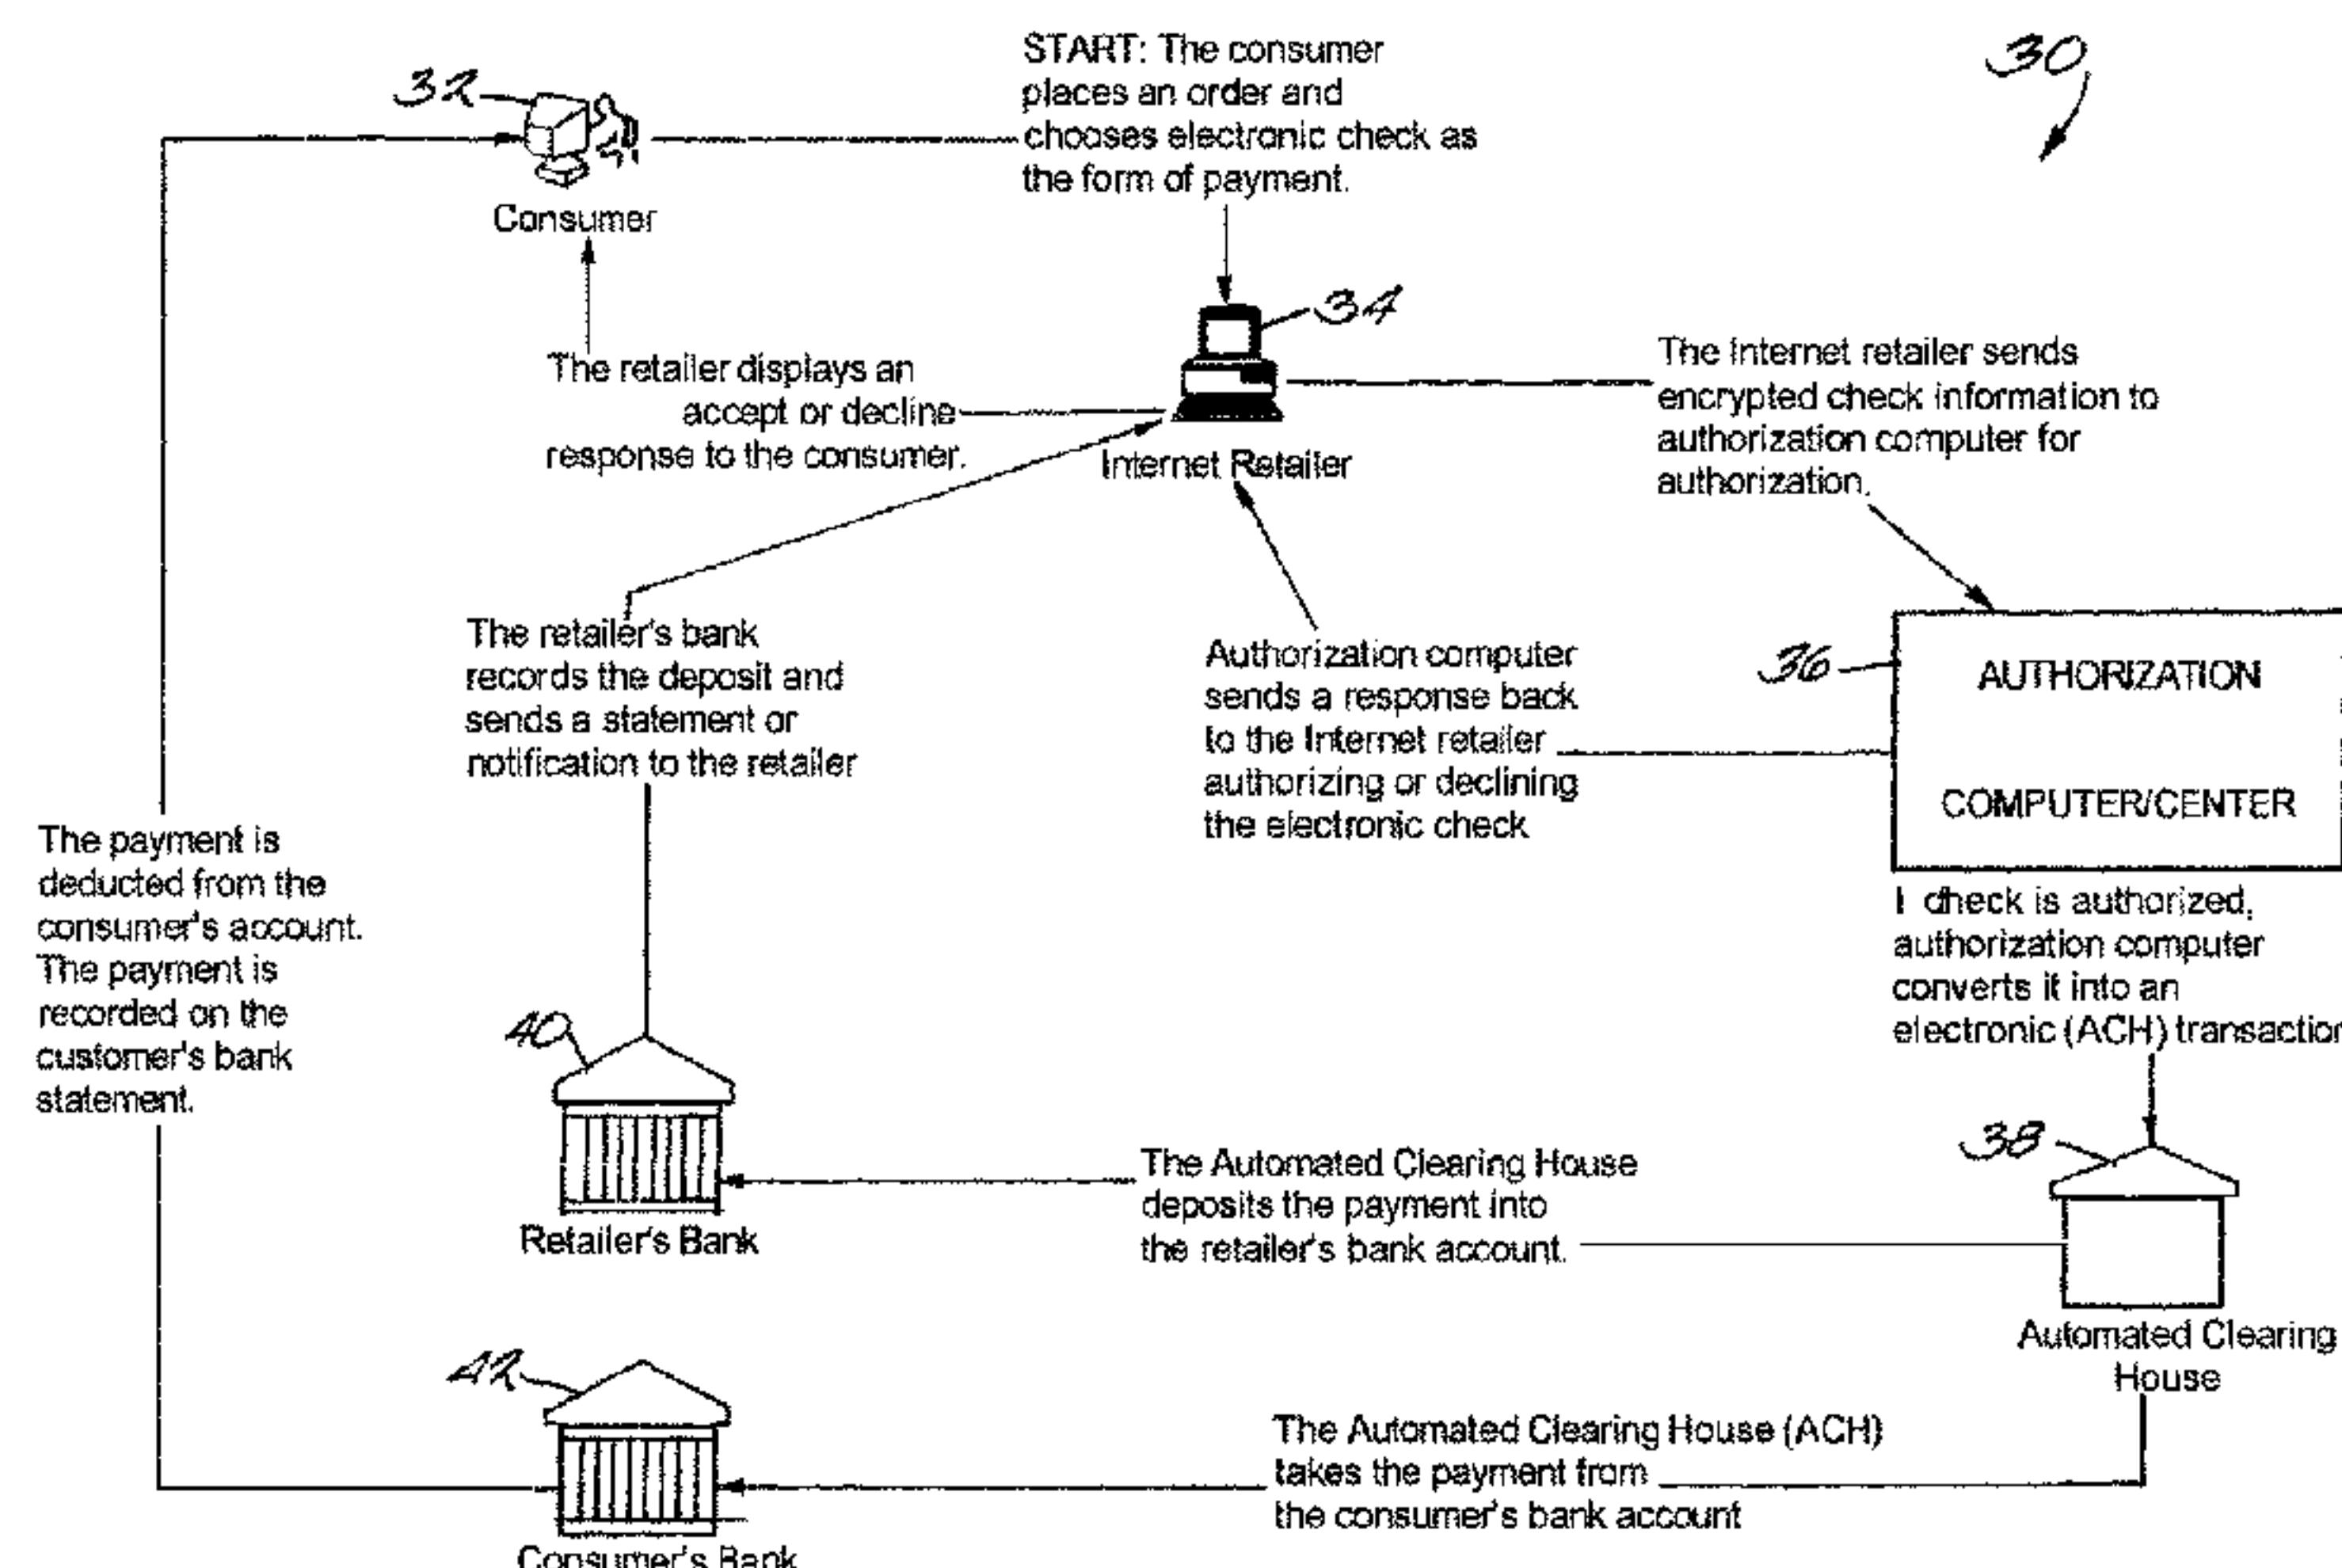 START: The consumer
places an order and
chooses electronic check as
the form of payment.
30
32
Consumer
34
Internet Retailer
The retailer displays an
accept or decline
response to the consumer.
The Internet retailer sends
encrypted check information to
authorization computer for
authorization.
The retailer's bank
records the deposit and
sends a statement or
notification to the retailer
Authorization computer
sends a response back
to the Internet retailer
authorizing or declining
the electronic check
36
AUTHORIZATION
COMPUTER/CENTER
The payment is
deducted from the
consumer's account.
The payment is
recorded on the
customer's bank
statement.
I check is authorized,
authorization computer
converts it into an
electronic (ACH) transaction
40
Retailer's Bank
The Automated Clearing House
deposits the payment into
the retailer's bank account.
38
Automated Clearing
House
42
Consumer's Bank
The Automated Clearing House (ACH)
takes the payment from
the consumer's bank account